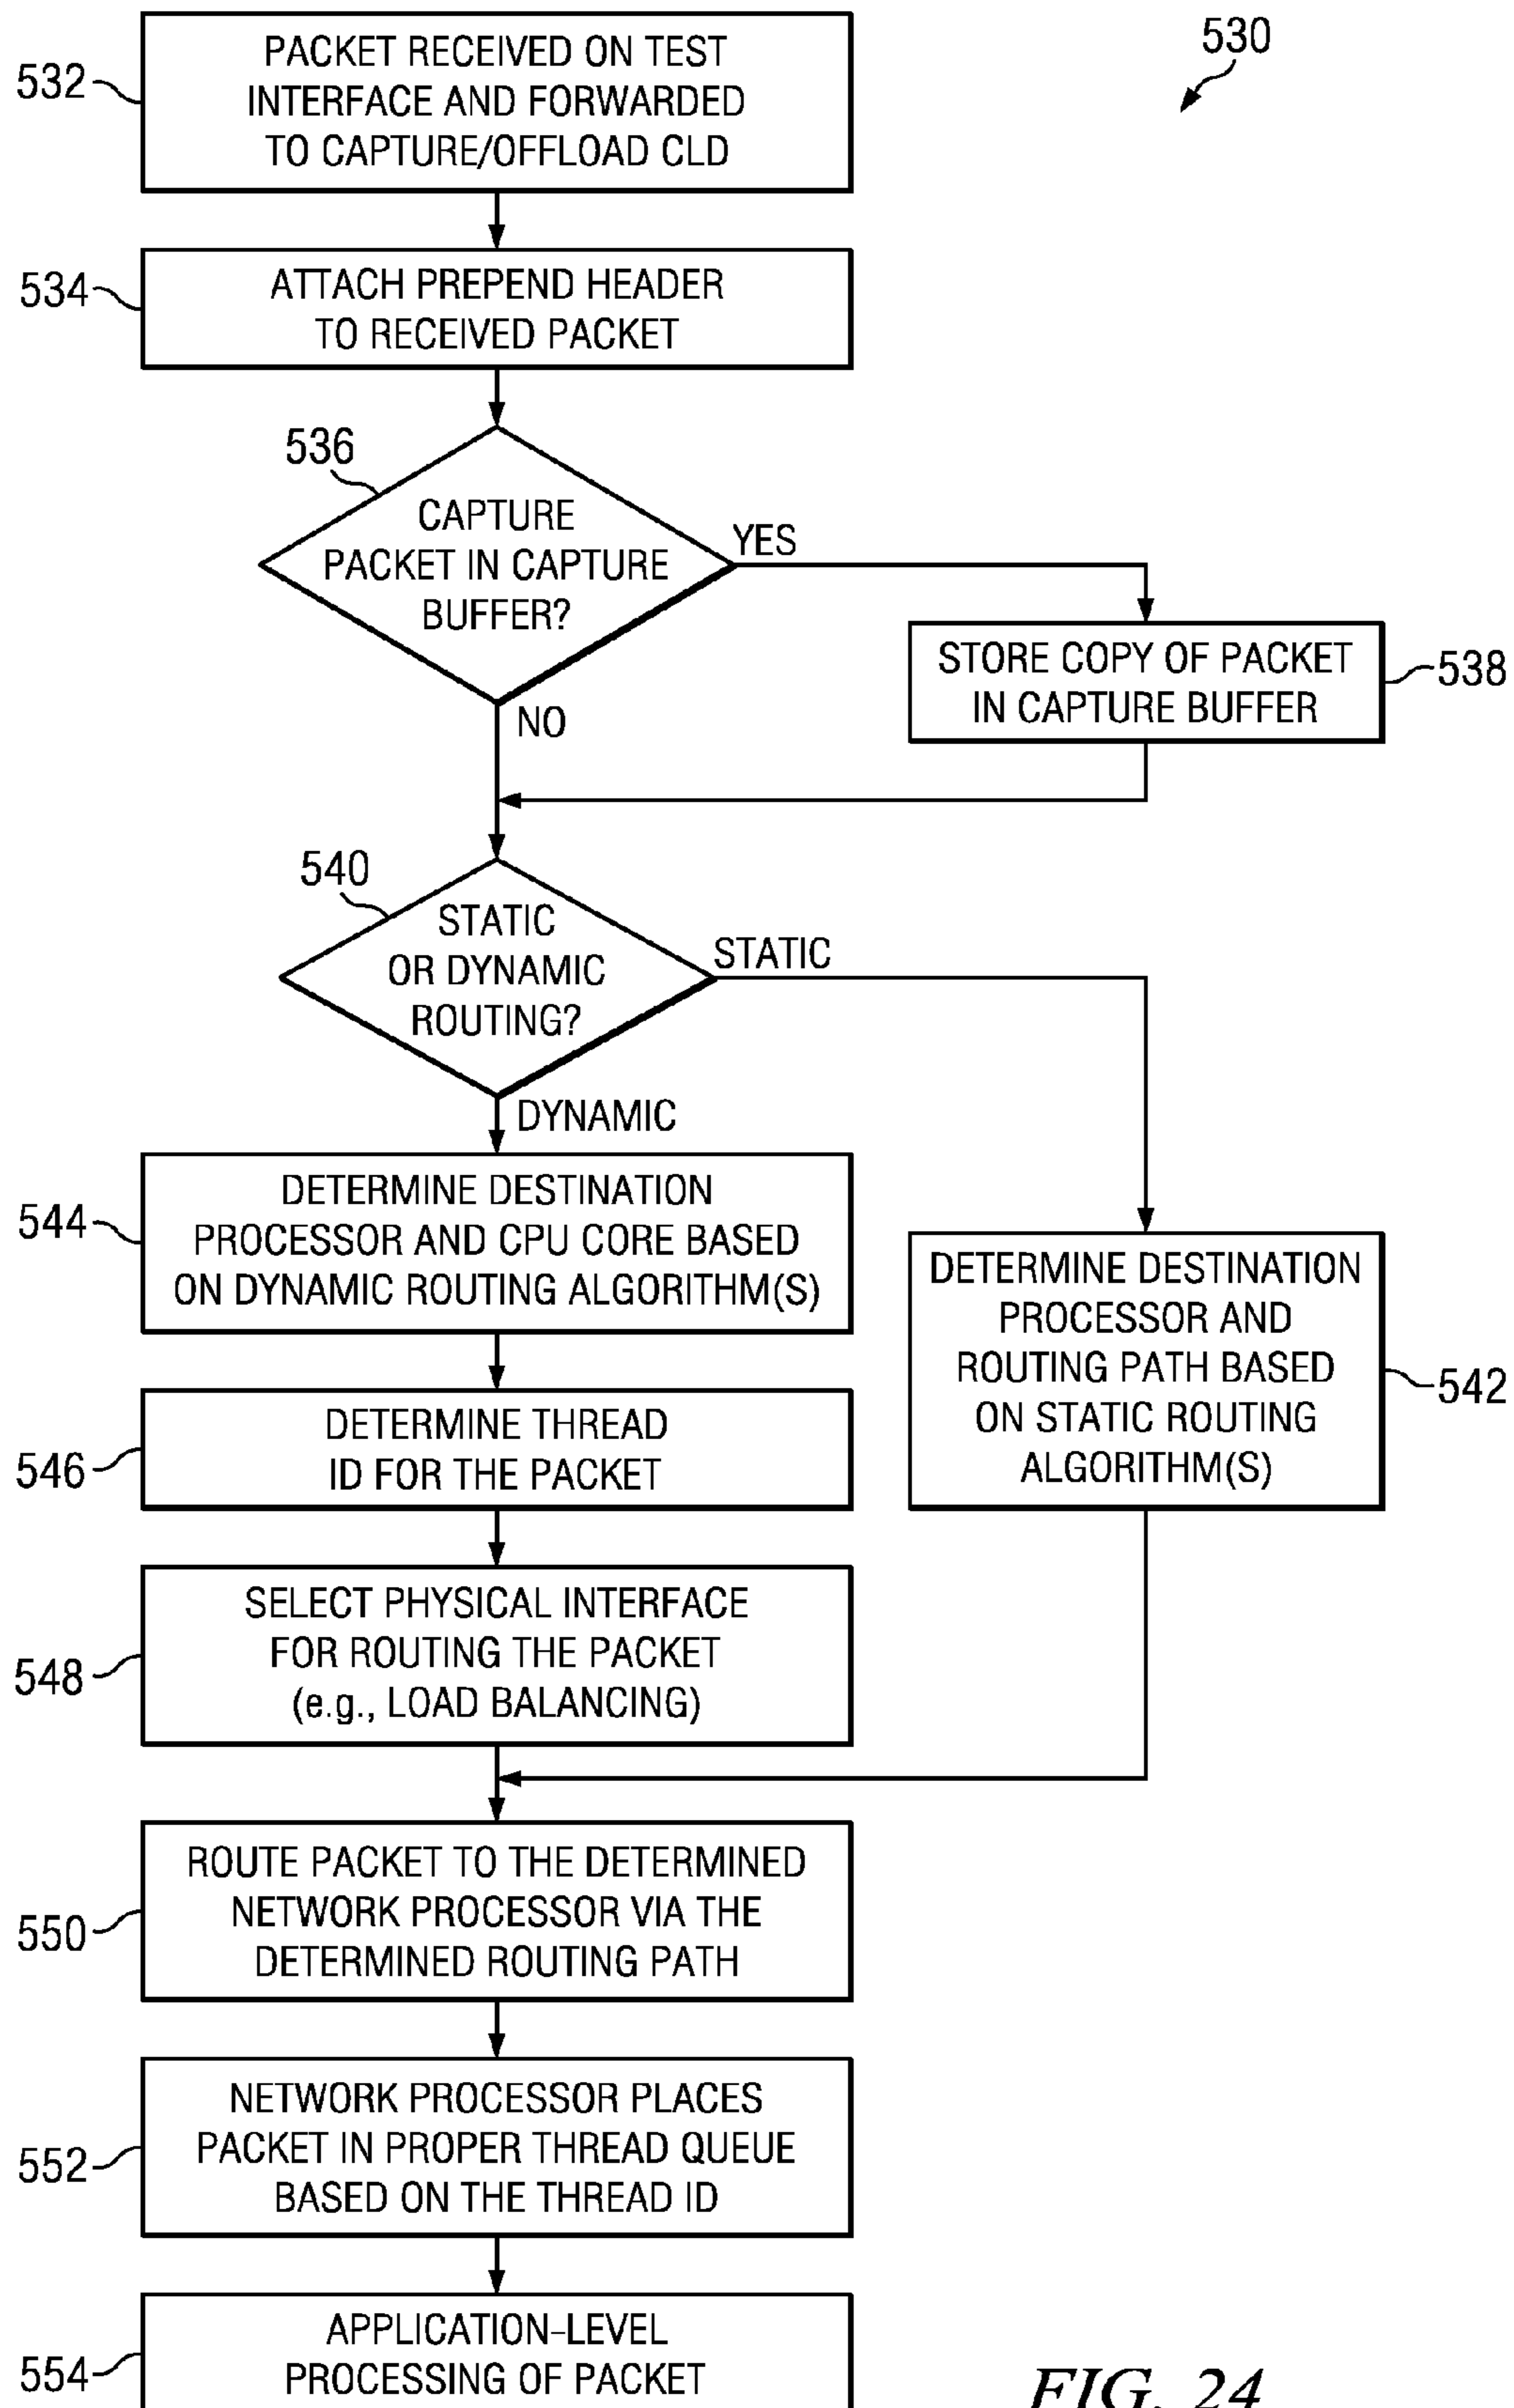 530
532
PACKET RECEIVED ON TEST
INTERFACE AND FORWARDED
TO CAPTURE/OFFLOAD CLD
534
ATTACH PREPEND HEADER
TO RECEIVED PACKET
536
CAPTURE
PACKET IN CAPTURE
BUFFER?
YES
NO
STORE COPY OF PACKET
IN CAPTURE BUFFER
538
540
STATIC
OR DYNAMIC
ROUTING?
STATIC
DYNAMIC
544
DETERMINE DESTINATION
PROCESSOR AND CPU CORE BASED
ON DYNAMIC ROUTING ALGORITHM(S)
DETERMINE DESTINATION
PROCESSOR AND
ROUTING PATH BASED
ON STATIC ROUTING
ALGORITHM(S)
542
546
DETERMINE THREAD
ID FOR THE PACKET
548
SELECT PHYSICAL INTERFACE
FOR ROUTING THE PACKET
(e.g., LOAD BALANCING)
550
ROUTE PACKET TO THE DETERMINED
NETWORK PROCESSOR VIA THE
DETERMINED ROUTING PATH
552
NETWORK PROCESSOR PLACES
PACKET IN PROPER THREAD QUEUE
BASED ON THE THREAD ID
554
APPLICATION-LEVEL
PROCESSING OF PACKET
FIG. 24